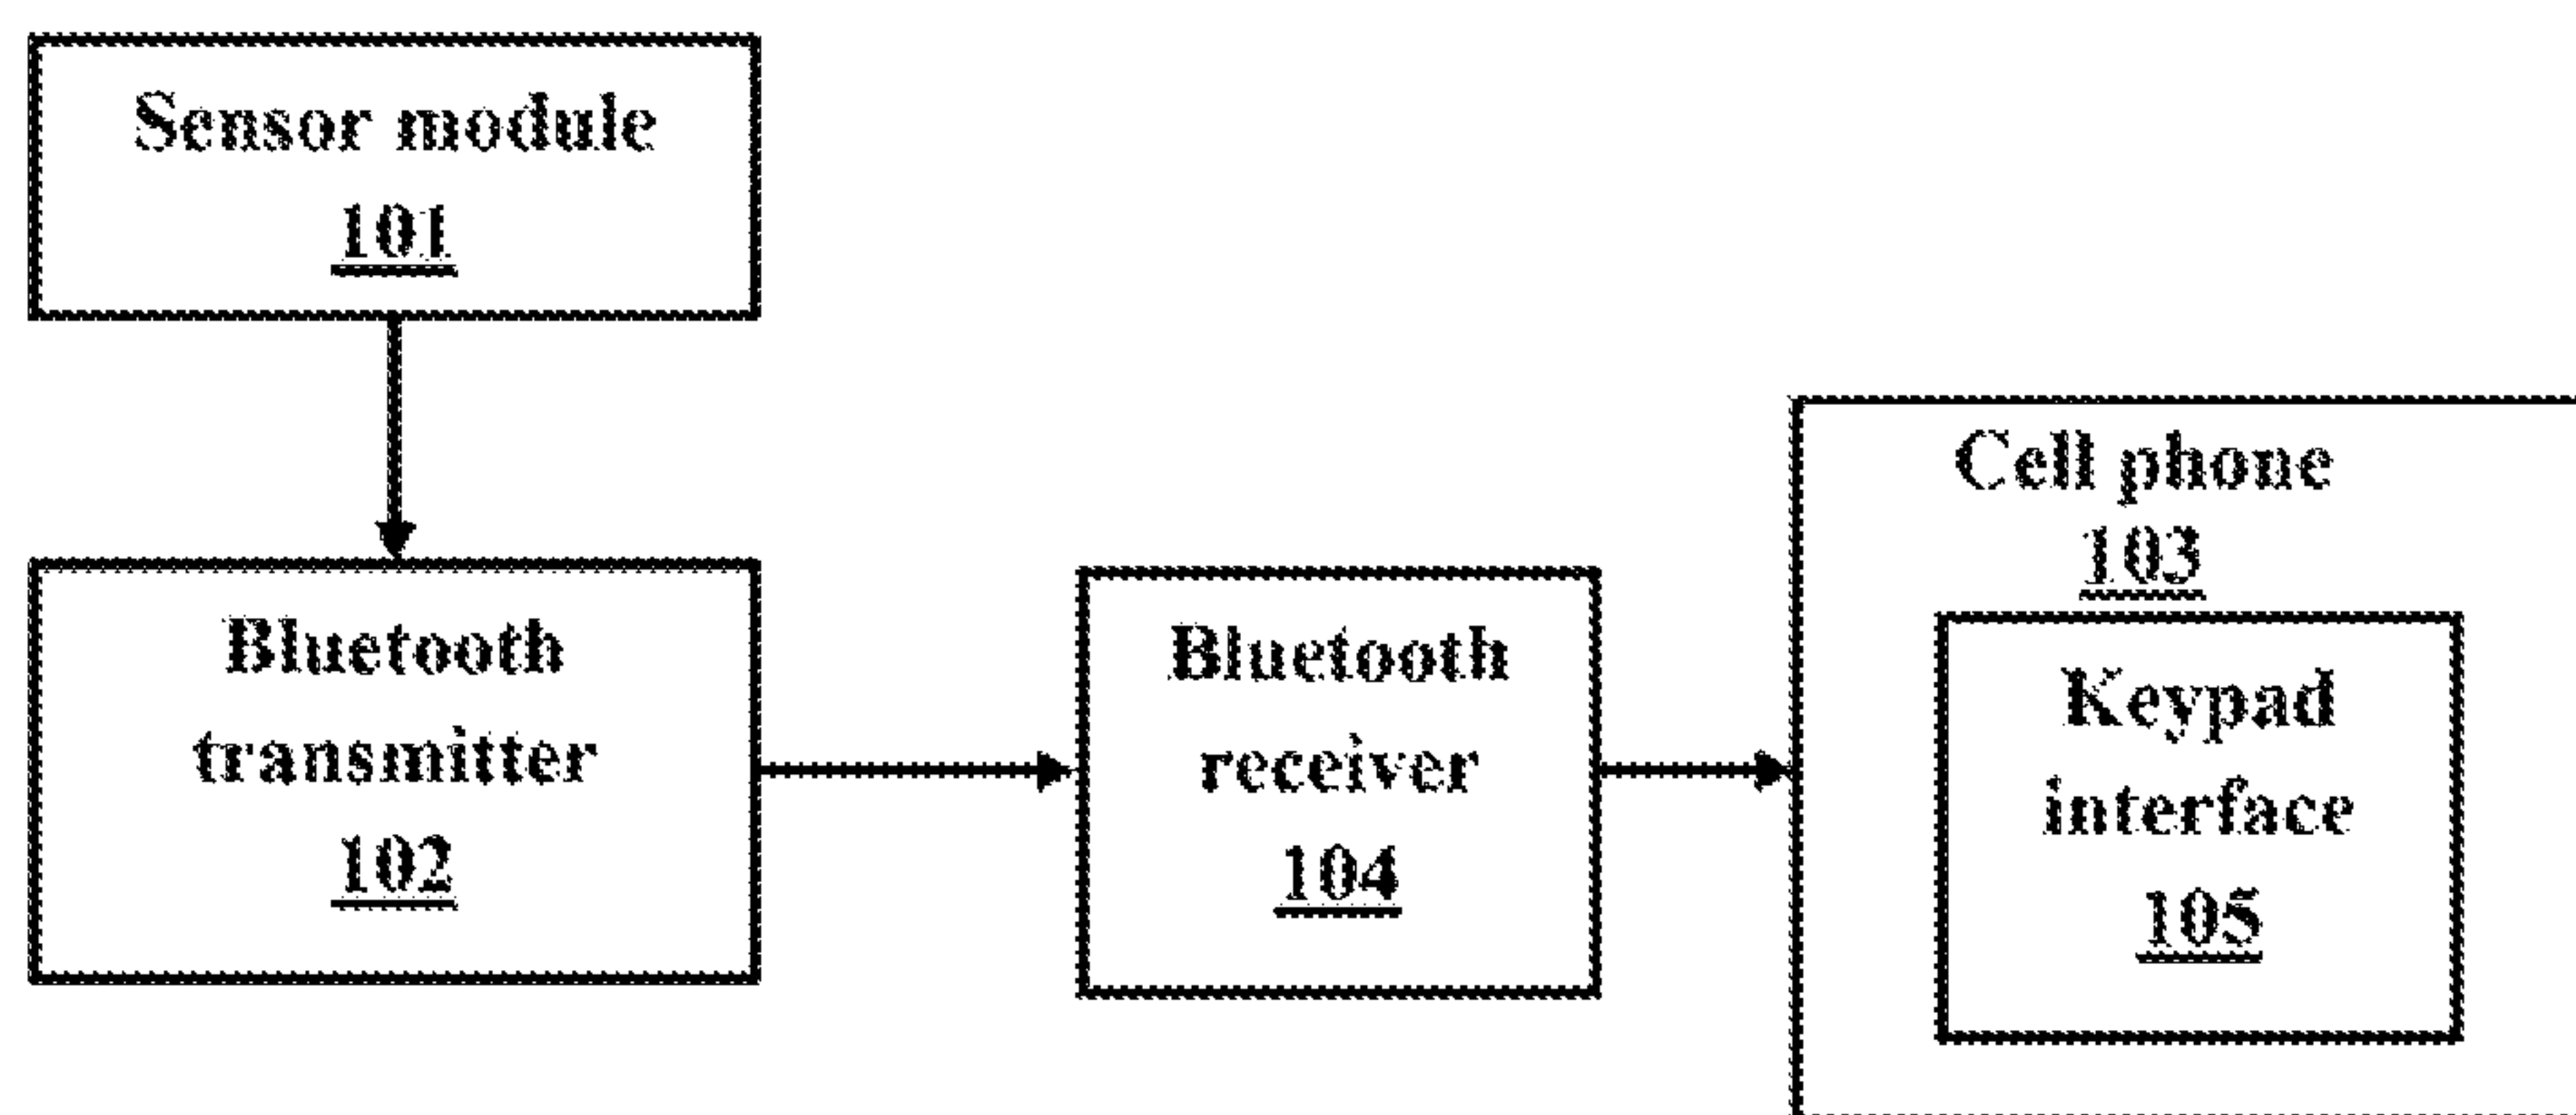 Sensor module
101
Bluetooth
transmitter
102
Bluetooth
receiver
104
Cell phone
103
Keypad
interface
105